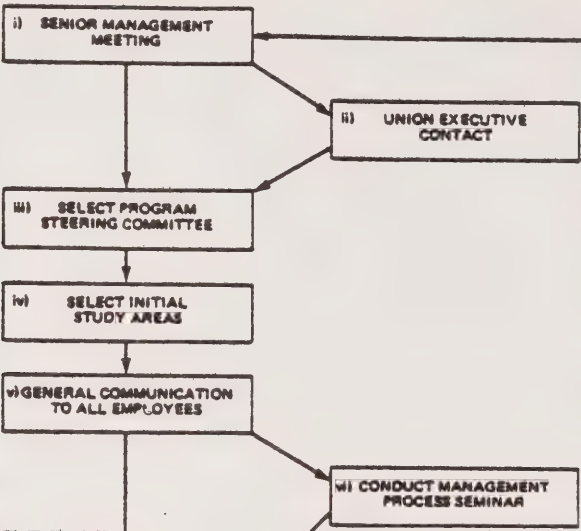 i) SENIOR MANAGEMENT
MEETING
ii) UNION EXECUTIVE
CONTACT
iii) SELECT PROGRAM
STEERING COMMITTEE
iv) SELECT INITIAL
STUDY AREAS
v) GENERAL COMMUNICATION
TO ALL EMPLOYEES
vi) CONDUCT MANAGEMENT
PROCESS SEMINAR